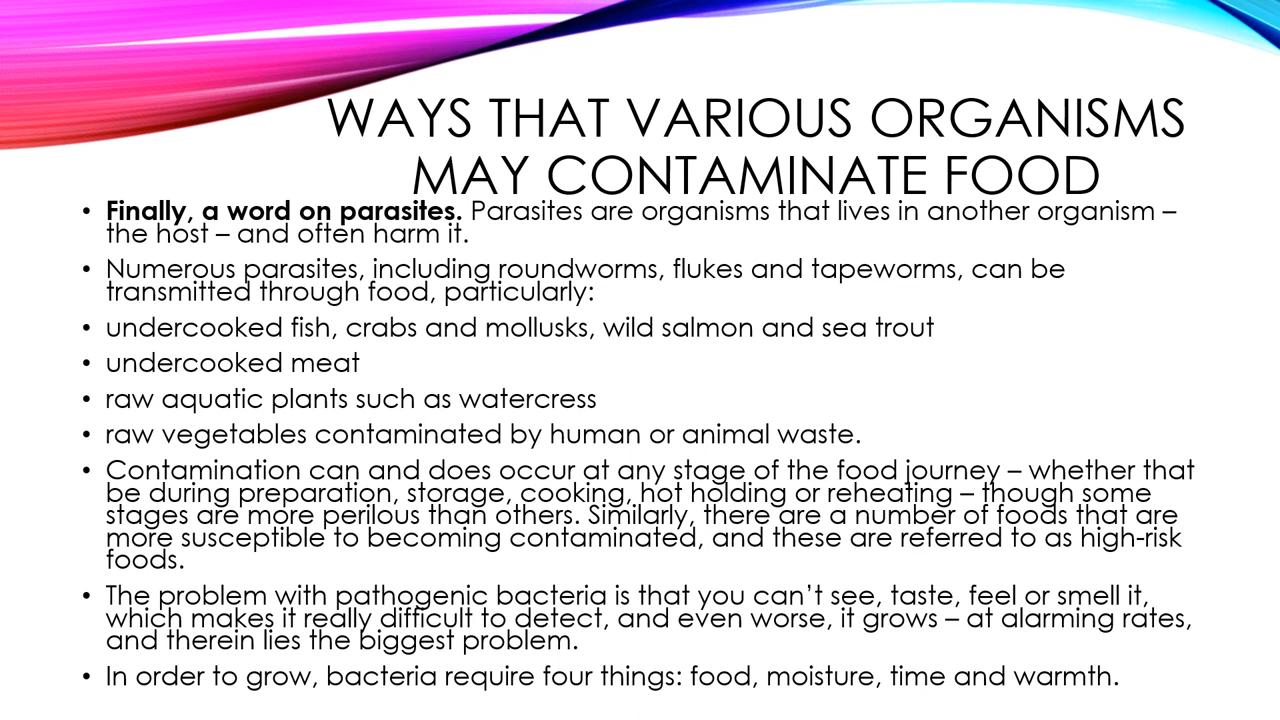 WAYS THAT VARIOUS ORGANISMS
MAY CONTAMINATE FOOD
• Finally, a word on parasites. Parasites are organisms that lives in another organism –
the host – and often harm it.
• Numerous parasites, including roundworms, flukes and tapeworms, can be
transmitted through food, particularly:
• undercooked fish, crabs and mollusks, wild salmon and sea trout
• undercooked meat
• raw aquatic plants such as watercress
• raw vegetables contaminated by human or animal waste.
• Contamination can and does occur at any stage of the food journey – whether that
be during preparation, storage, cooking, hot holding or reheating – though some
stages are more perilous than others. Similarly, there are a number of foods that are
more susceptible to becoming contaminated, and these are referred to as high-risk
foods.
• The problem with pathogenic bacteria is that you can’t see, taste, feel or smell it,
which makes it really difficult to detect, and even worse, it grows – at alarming rates,
and therein lies the biggest problem.
• In order to grow, bacteria require four things: food, moisture, time and warmth.